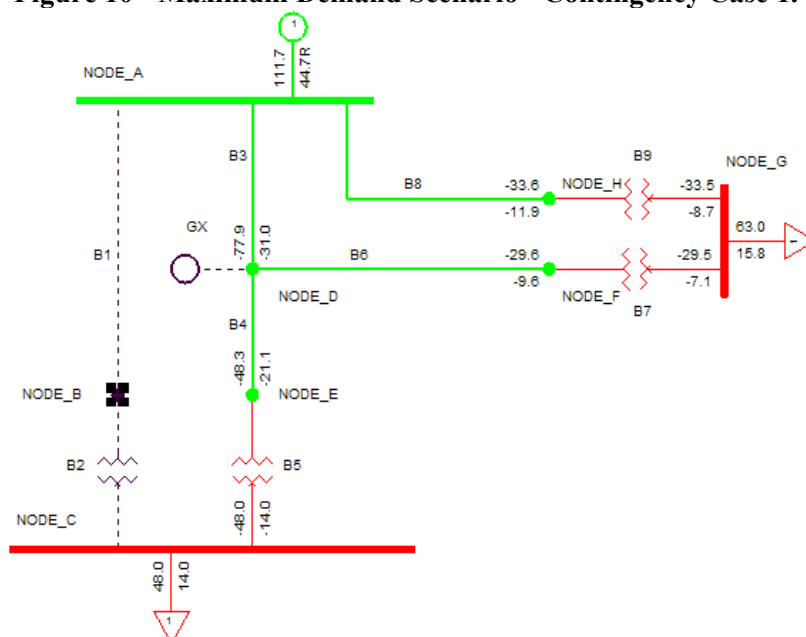 Figure 10 - Maximum Demand Scenario - Contingency Case 1.
1
111.7
44.7R
NODE_A
B3
B9
NODE_G
B8
-33.6
NODE_H
-33.5
-11.9
-8.7
63.0
15.8
1
GX
-77.9
-31.0
B6
-29.6
-29.5
-9.6
NODE_F
-7.1
B7
B1
NODE_D
B4
-48.3
-21.1
NODE_B
NODE_E
B2
B5
NODE_C
-48.0
-14.0
48.0
14.0
1